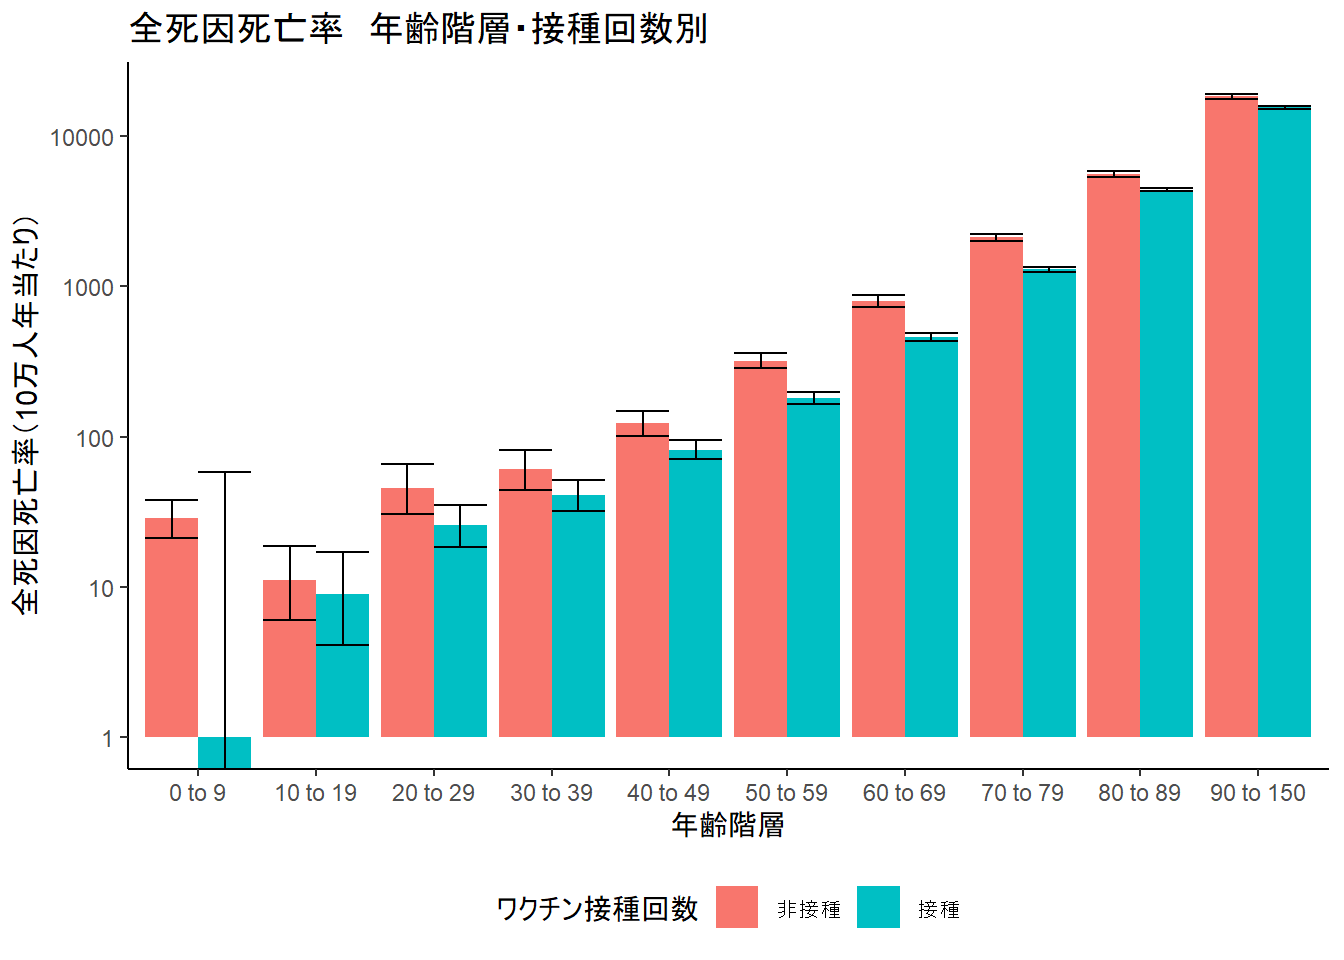 全死因死亡率　年齢階層・接種回数別
全死因死亡率（10万人年当たり）
10000
1000
100
10
1
0 to 9
10 to 19
20 to 29
30 to 39
40 to 49
50 to 59
60 to 69
70 to 79
80 to 89
90 to 150
年齢階層
ワクチン接種回数
非接種
接種